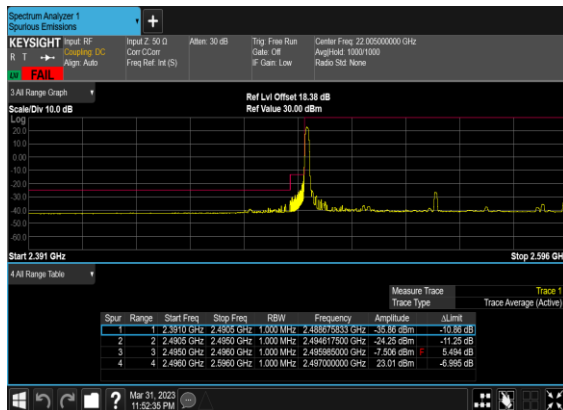 Spectrum Analyzer 1
Spurious Emissions
KEYSIGHT Input: RF Input Z: 50 Ω Atten: 30 dB Trig: Free Run Center Freq: 22.005000000 GHz
R T Coupling: DC Corr CCorr Gate: Off Avg|Hold: 1000/1000
Align: Auto Freq Ref: Int (S) IF Gain: Low Radio Std: None
FAIL
3 All Range Graph
Ref Lvl Offset 18.38 dB
Scale/Div 10.0 dB Ref Value 30.00 dBm
Log
20.0
10.0
0.00
-10.0
-20.0
-30.0
-40.0
-50.0
-60.0
Start 2.391 GHz Stop 2.596 GH
4 All Range Table
Measure Trace Trace 1
Trace Type Trace Average (Active)
Spur Range Start Freq Stop Freq RBW Frequency Amplitude ΔLimit
1 1 2.3910 GHz 2.4905 GHz 1.000 MHz 2.488675833 GHz -35.86 dBm -10.86 dB
2 2 2.4905 GHz 2.4950 GHz 1.000 MHz 2.494617500 GHz -24.25 dBm -11.25 dB
3 3 2.4950 GHz 2.4960 GHz 1.000 MHz 2.495985000 GHz -7.506 dBm F 5.494 dB
4 4 2.4960 GHz 2.5960 GHz 1.000 MHz 2.497000000 GHz 23.01 dBm -6.995 dB
Mar 31, 2023
11:52:35 PM